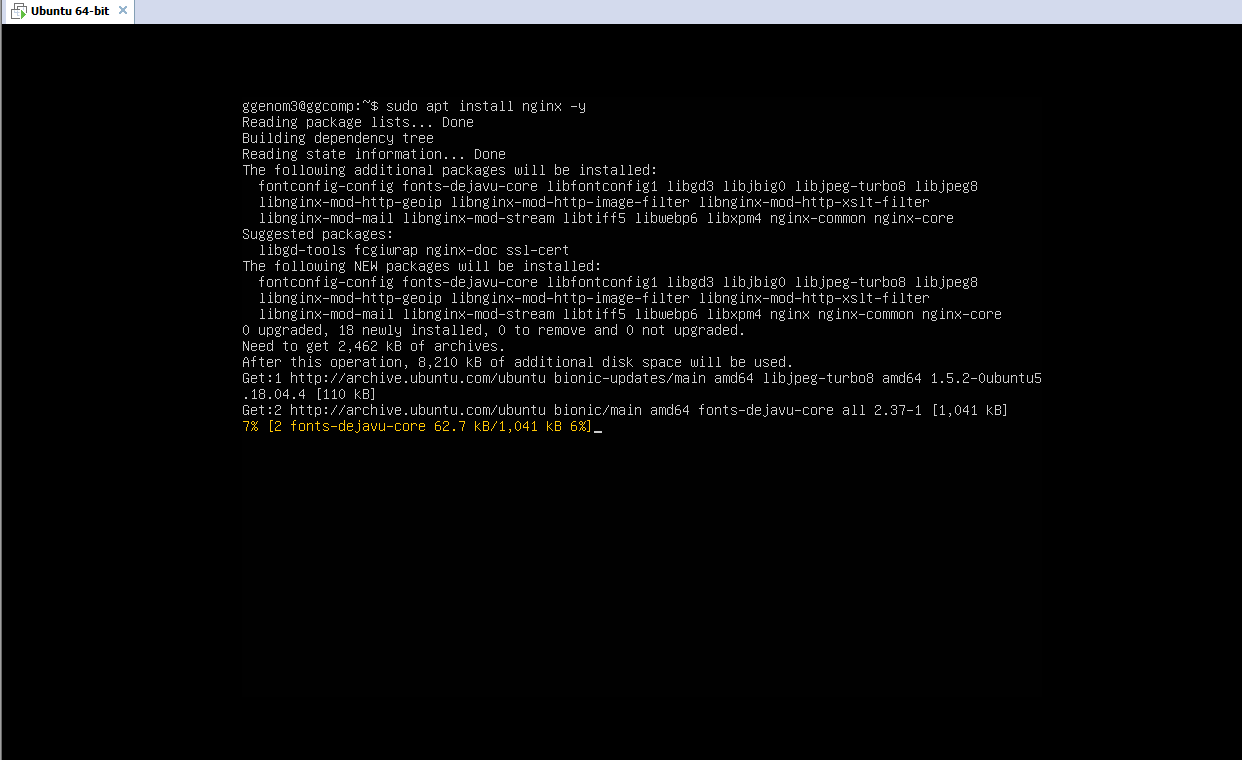 Ubuntu 64-bit
ggenom3@ggcomp:~$ sudo apt install nginx -y
Reading package lists... Done
Building dependency tree
Reading state information... Done
The following additional packages will be installed:
  fontconfig-config fonts-dejavu-core libfontconfig1 libgd3 libjbig0 libjpeg-turbo8 libjpeg8
  libnginx-mod-http-geoip libnginx-mod-http-image-filter libnginx-mod-http-xslt-filter
  libnginx-mod-mail libnginx-mod-stream libtiff5 libwebp6 libxpm4 nginx-common nginx-core
Suggested packages:
  libgd-tools fcgiwrap nginx-doc ssl-cert
The following NEW packages will be installed:
  fontconfig-config fonts-dejavu-core libfontconfig1 libgd3 libjbig0 libjpeg-turbo8 libjpeg8
  libnginx-mod-http-geoip libnginx-mod-http-image-filter libnginx-mod-http-xslt-filter
  libnginx-mod-mail libnginx-mod-stream libtiff5 libwebp6 libxpm4 nginx nginx-common nginx-core
0 upgraded, 18 newly installed, 0 to remove and 0 not upgraded.
Need to get 2,462 kB of archives.
After this operation, 8,210 kB of additional disk space will be used.
Get:1 http://archive.ubuntu.com/ubuntu bionic-updates/main amd64 libjpeg-turbo8 amd64 1.5.2-0ubuntu5
.18.04.4 [110 kB]
Get:2 http://archive.ubuntu.com/ubuntu bionic/main amd64 fonts-dejavu-core all 2.37-1 [1,041 kB]
7% [2 fonts-dejavu-core 62.7 kB/1,041 kB 6%]_